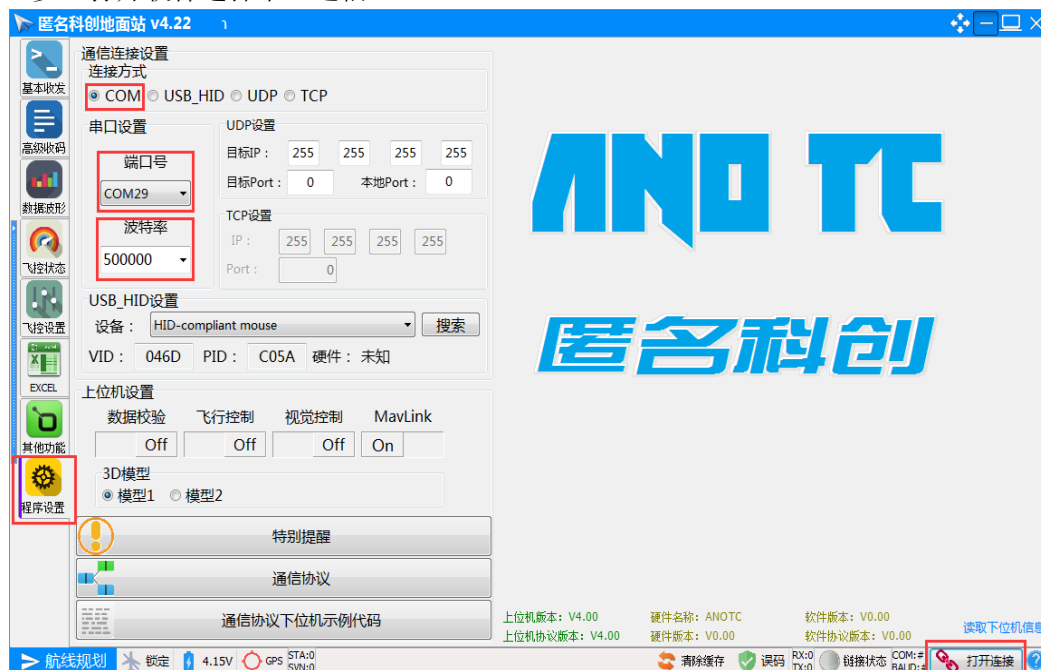 匿名科创地面站 v4.22
基本收发
高级收码
数据波形
飞控状态
飞控设置
EXCEL
其他功能
程序设置
通信连接设置
连接方式
COM USB_HID UDP TCP
串口设置
端口号
COM29
波特率
500000
UDP设置
目标IP： 255 255 255 255
目标Port： 0 本地Port： 0
TCP设置
IP： 255 255 255 255
Port： 0
USB_HID设置
设备： HID-compliant mouse 搜索
VID： 046D PID： C05A 硬件：未知
上位机设置
数据校验 飞行控制 视觉控制 MavLink
Off Off Off On
3D模型
模型1 模型2
特别提醒
通信协议
通信协议下位机示例代码
ANO TC
匿名科创
上位机版本：V4.00 硬件名称：ANOTC 软件版本：V0.00
上位机协议版本：V4.00 硬件版本：V0.00 软件协议版本：V0.00
读取下位机信息
航线规划 锁定 4.15V GPS STA:0 SVN:0 清除缓存 误码 RX:0 TX:0 链接状态 COM:# BAUD:# 打开连接